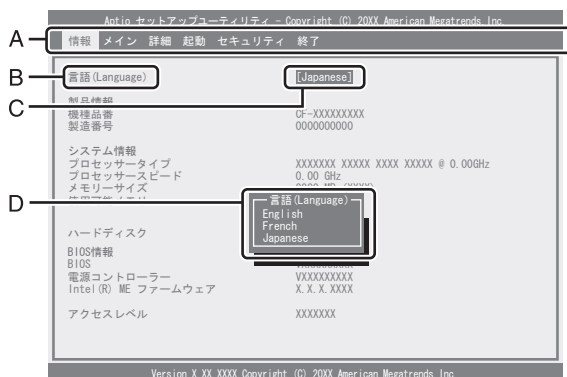 Aptio セットアップユーティリティ - Copyright (C) 20XX American Megatrends Inc
A
情報 メイン 詳細 起動 セキュリティ 終了
B
言語(Language) [Japanese]
C
製品情報
機種品番 CF-XXXXXXXXX
製造番号 0000000000
システム情報
プロセッサータイプ XXXXXXX XXXXX XXXX XXXXX @ 0.00GHz
プロセッサースピード 0.00 GHz
メモリーサイズ
D
言語(Language)
English
French
Japanese
ハードディスク
BIOS情報
BIOS
電源コントローラー VXXXXXXXXX
Intel(R) ME ファームウェア X.X.X.XXXX
アクセスレベル XXXXXXX
Version X XX XXXX Copyright (C) 20XX American Megatrends Inc